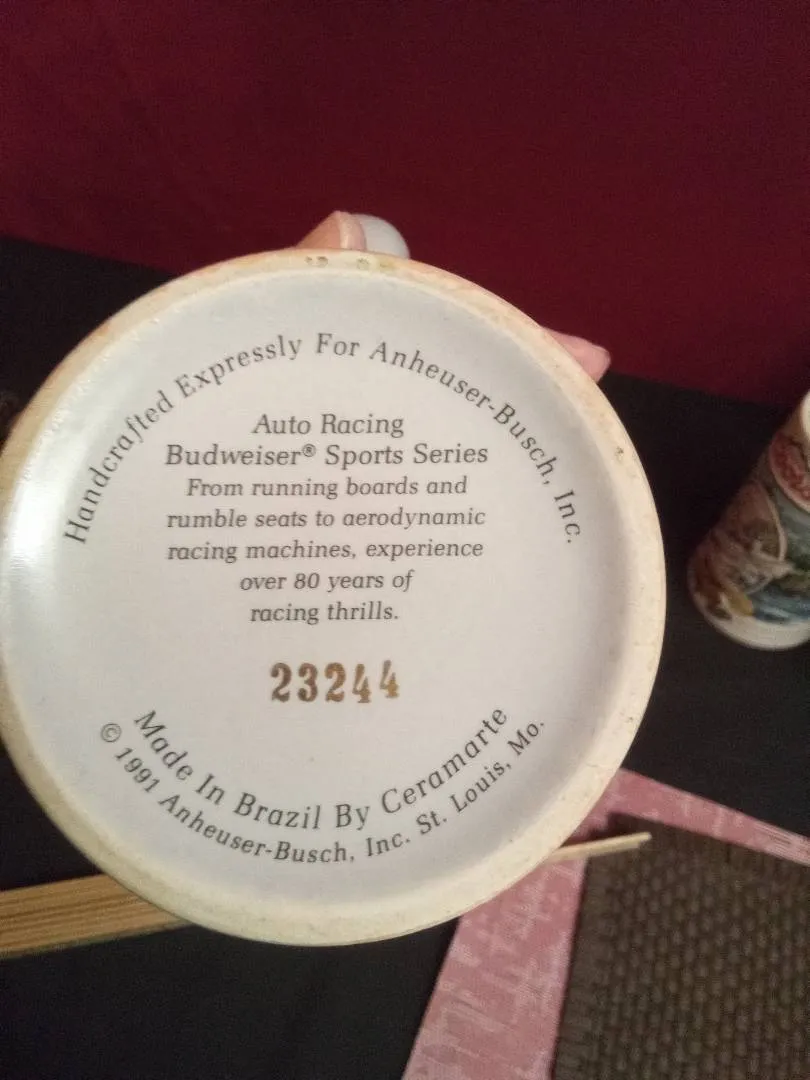 Handcrafted Expressly For Anheuser-Busch, Inc.
Auto Racing
Budweiser® Sports Series
From running boards and
rumble seats to aerodynamic
racing machines, experience
over 80 years of
racing thrills.
23244
Made In Brazil By Ceramarte
© 1991 Anheuser-Busch, Inc. St. Louis, Mo.